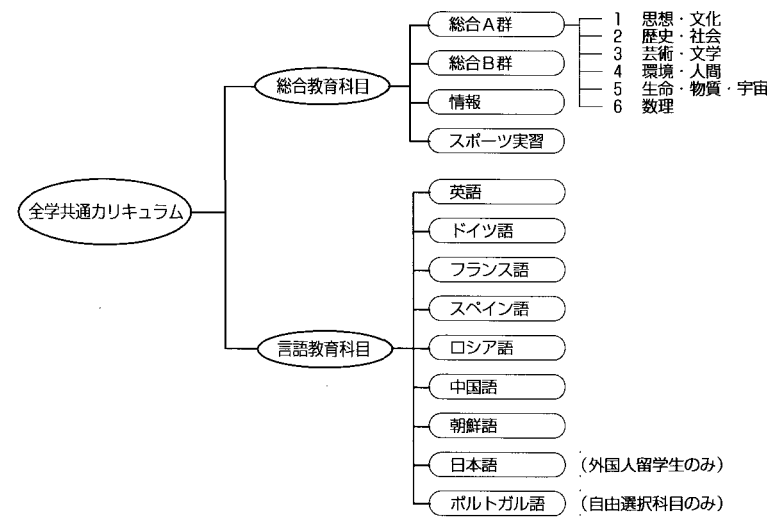 全学共通カリキュラム
総合教育科目
総合A群
1 思想・文化
2 歴史・社会
3 芸術・文学
4 環境・人間
5 生命・物質・宇宙
6 数理
総合B群
情報
スポーツ実習
言語教育科目
英語
ドイツ語
フランス語
スペイン語
ロシア語
中国語
朝鮮語
日本語 (外国人留学生のみ)
ポルトガル語 (自由選択科目のみ)